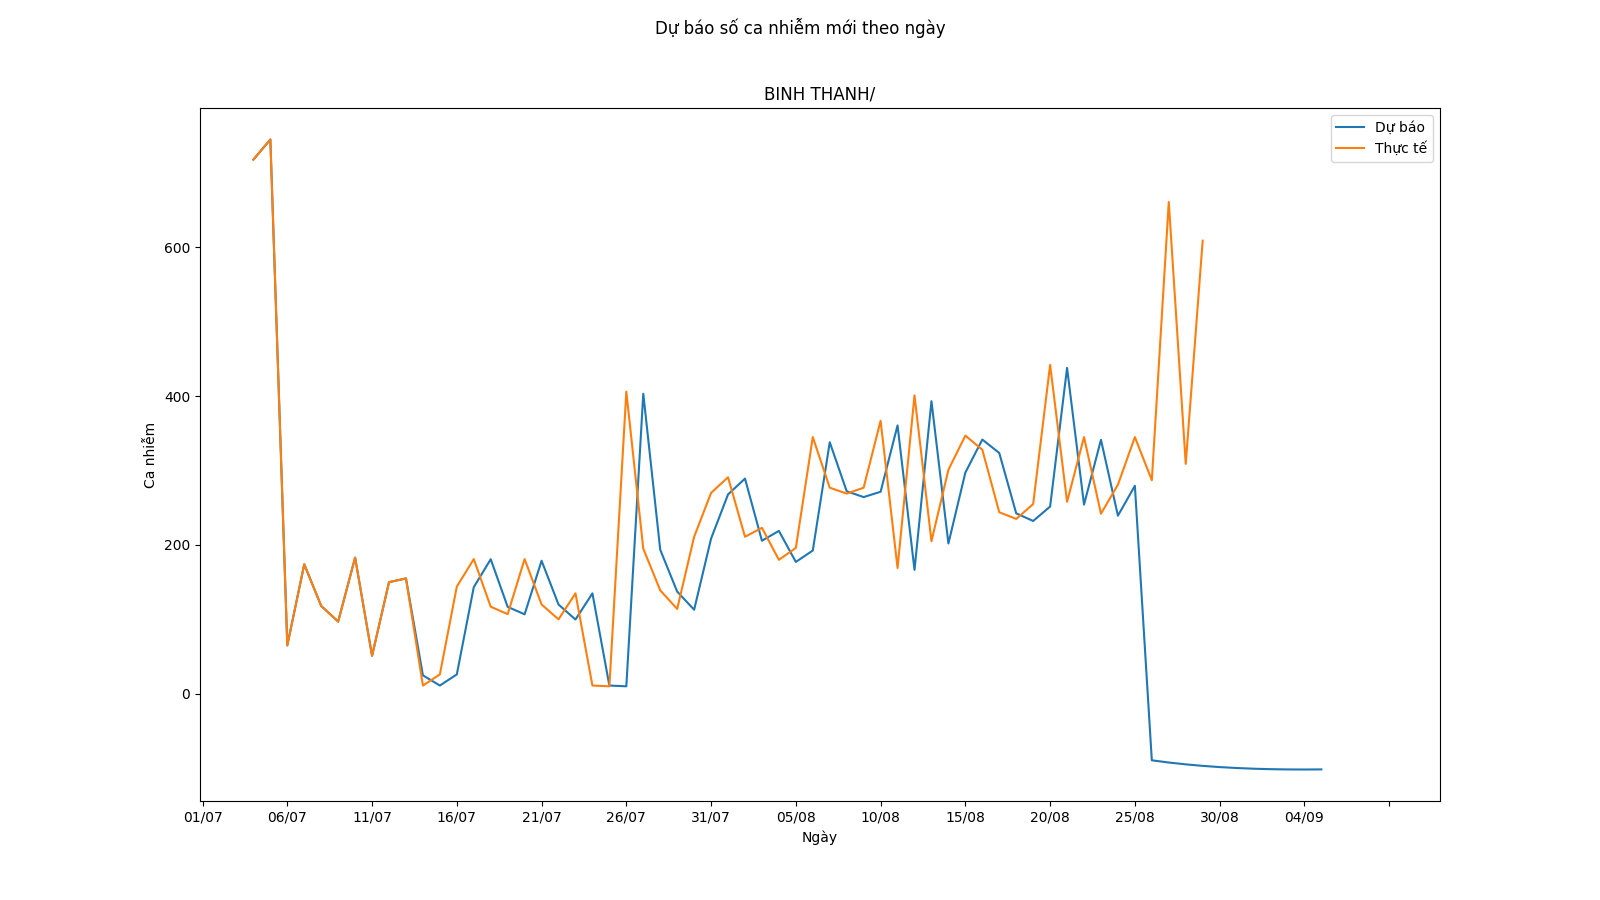 Dự báo số ca nhiễm mới theo ngày
BINH THANH/
Dự báo
Thực tế
600
400
200
0
Ca nhiễm
01/07 06/07 11/07 16/07 21/07 26/07 31/07 05/08 10/08 15/08 20/08 25/08 30/08 04/09
Ngày